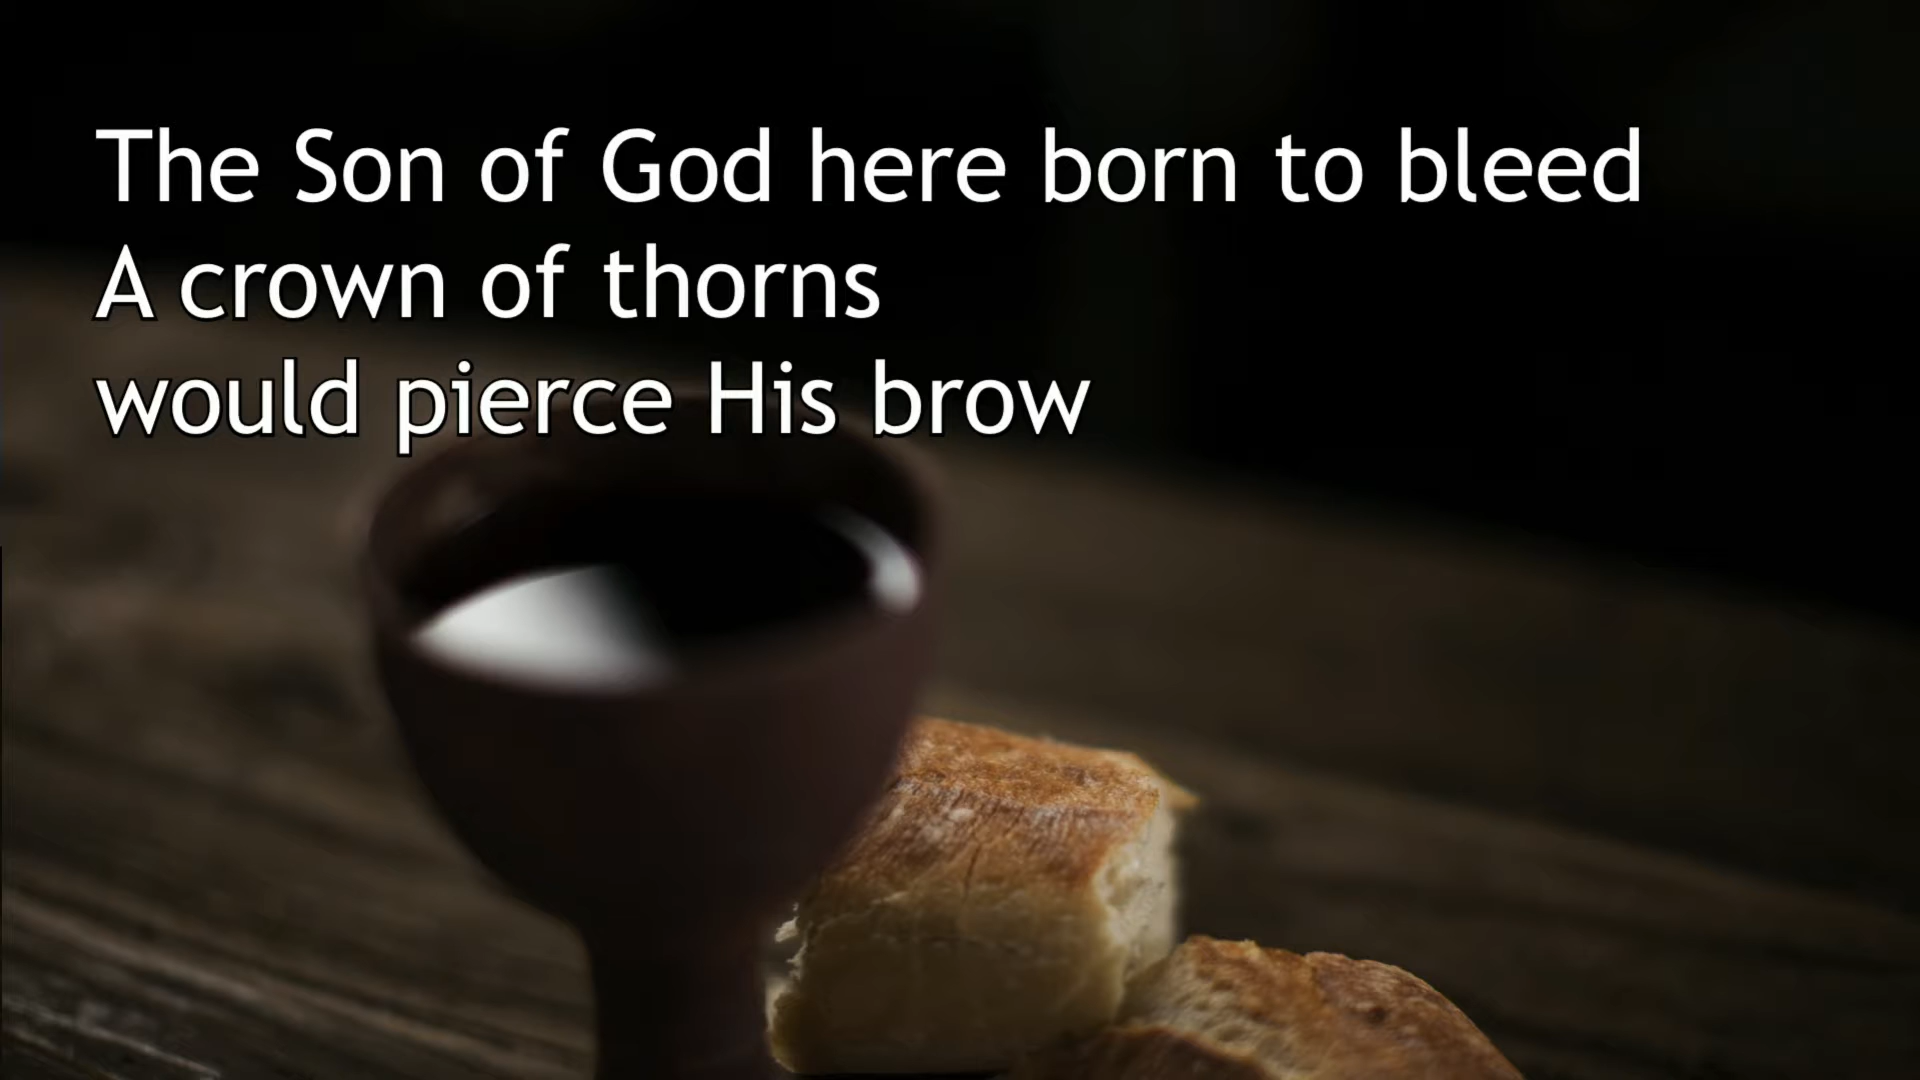 The Son of God here born to bleed
A crown of thorns
would pierce His brow